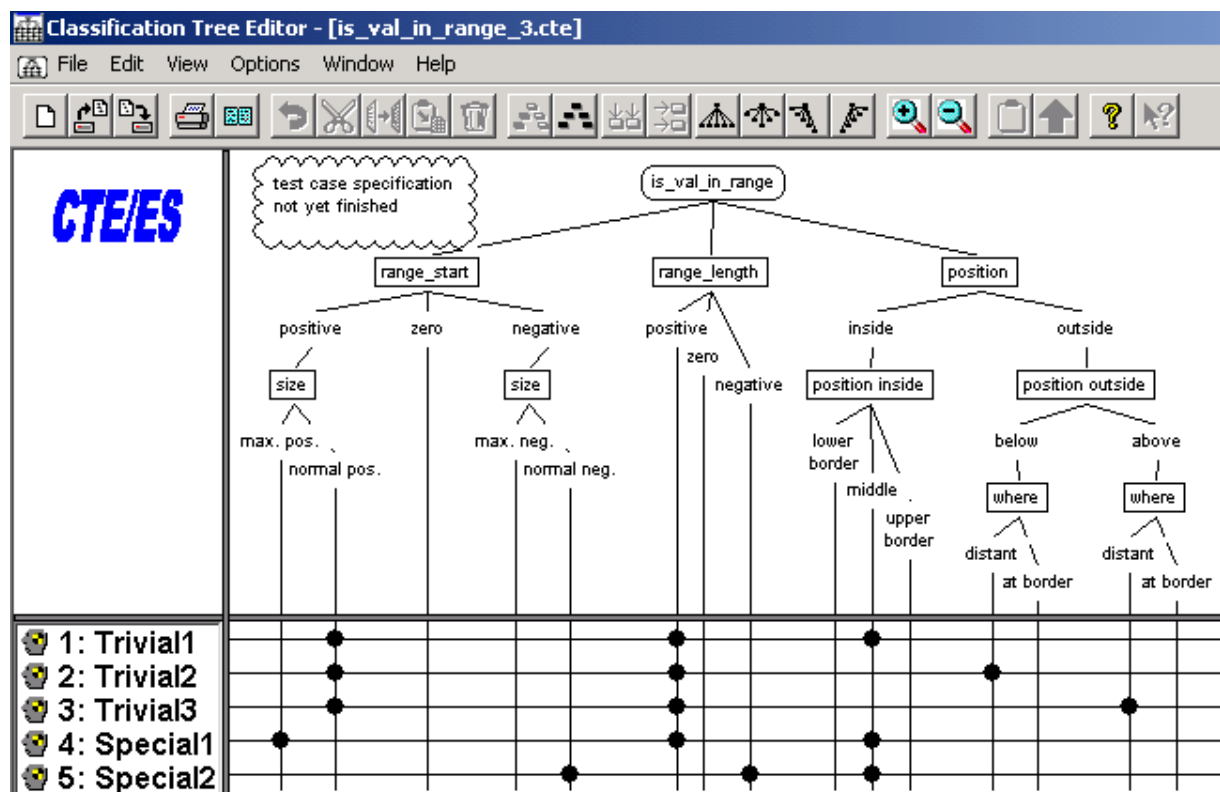 Classification Tree Editor - [is_val_in_range_3.cte]
File Edit View Options Window Help
CTE/ES
test case specification
not yet finished
is_val_in_range
range_start range_length position
positive zero negative positive inside outside
zero
size size negative position inside position outside
max. pos. max. neg. lower below above
normal pos. normal neg. border
middle where where
upper
border
distant distant
at border at border
1: Trivial1
2: Trivial2
3: Trivial3
4: Special1
5: Special2